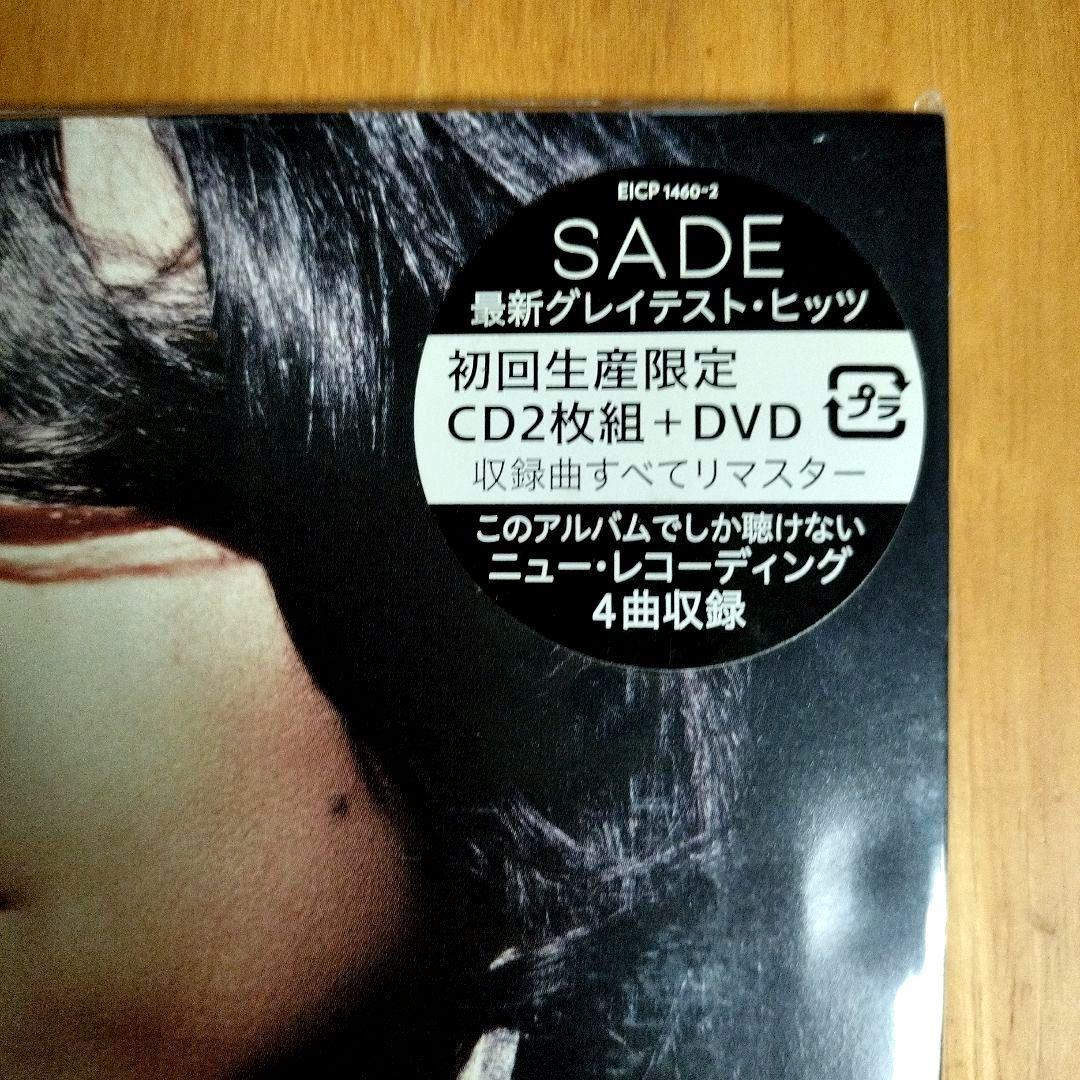 EICP 1460-2
SADE
最新グレイテスト・ヒッツ
初回生産限定
CD2枚組+DVD
プラ
収録曲すべてリマスター
このアルバムでしか聴けない
ニュー・レコーディング
4曲収録